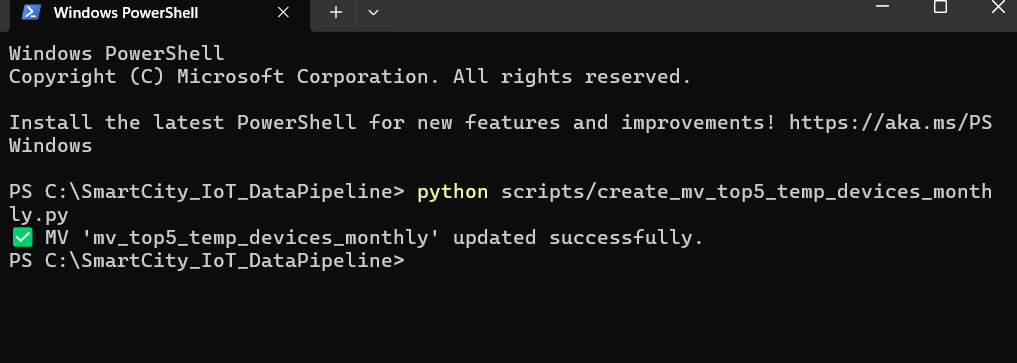 Windows PowerShell
Windows PowerShell
Copyright (C) Microsoft Corporation. All rights reserved.
Install the latest PowerShell for new features and improvements! https://aka.ms/PS
Windows
PS C:\SmartCity_IoT_DataPipeline> python scripts/create_mv_top5_temp_devices_month
ly.py
✅ MV 'mv_top5_temp_devices_monthly' updated successfully.
PS C:\SmartCity_IoT_DataPipeline>